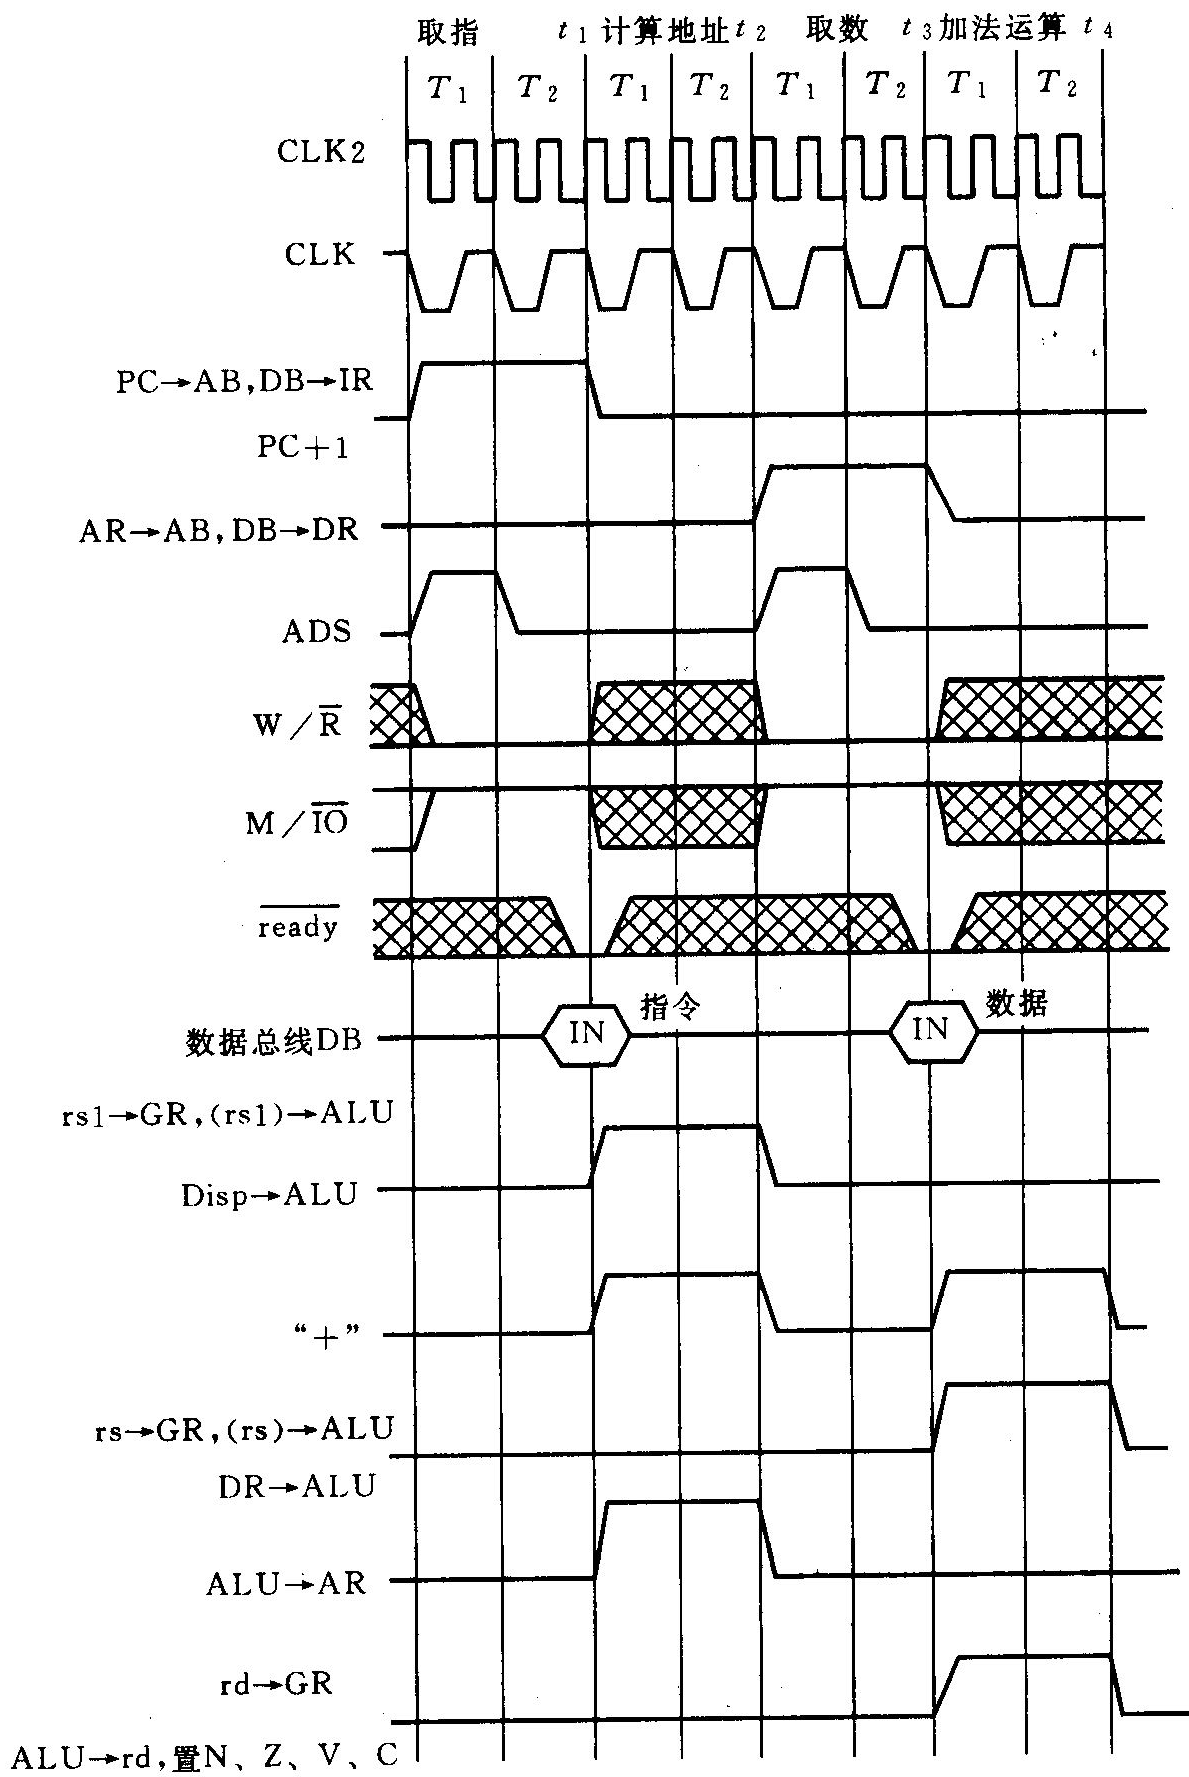 取指 t1 计算地址 t2 取数 t3 加法运算 t4
T1 T2 T1 T2 T1 T2 T1 T2
CLK2
CLK
PC→AB,DB→IR
PC+1
AR→AB,DB→DR
ADS
W/R̅
M/I̅O̅
r̅e̅a̅d̅y̅
指令 数据
数据总线DB IN IN
rs1→GR,(rs1)→ALU
Disp→ALU
“+”
rs→GR,(rs)→ALU
DR→ALU
ALU→AR
rd→GR
ALU→rd,置N、Z、V、C